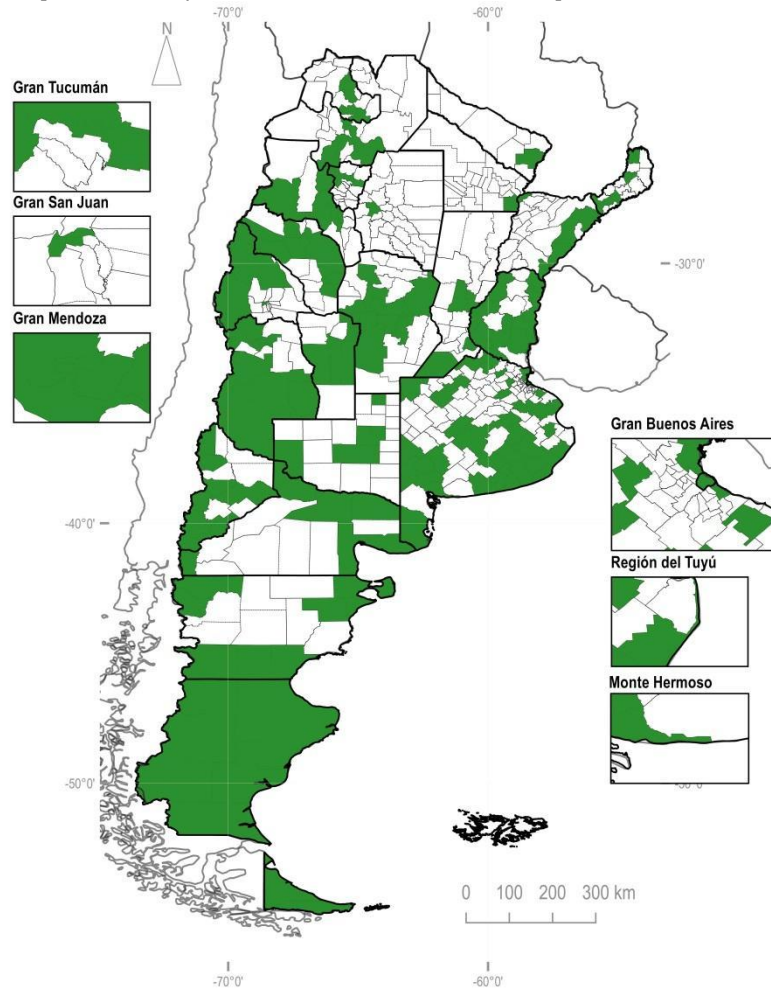 -70°0'
-60°0'
N
Gran Tucumán
Gran San Juan
-30°0'
Gran Mendoza
Gran Buenos Aires
-40°0'
Región del Tuyú
Monte Hermoso
-50°0'
0 100 200 300 km
-70°0'
-60°0'